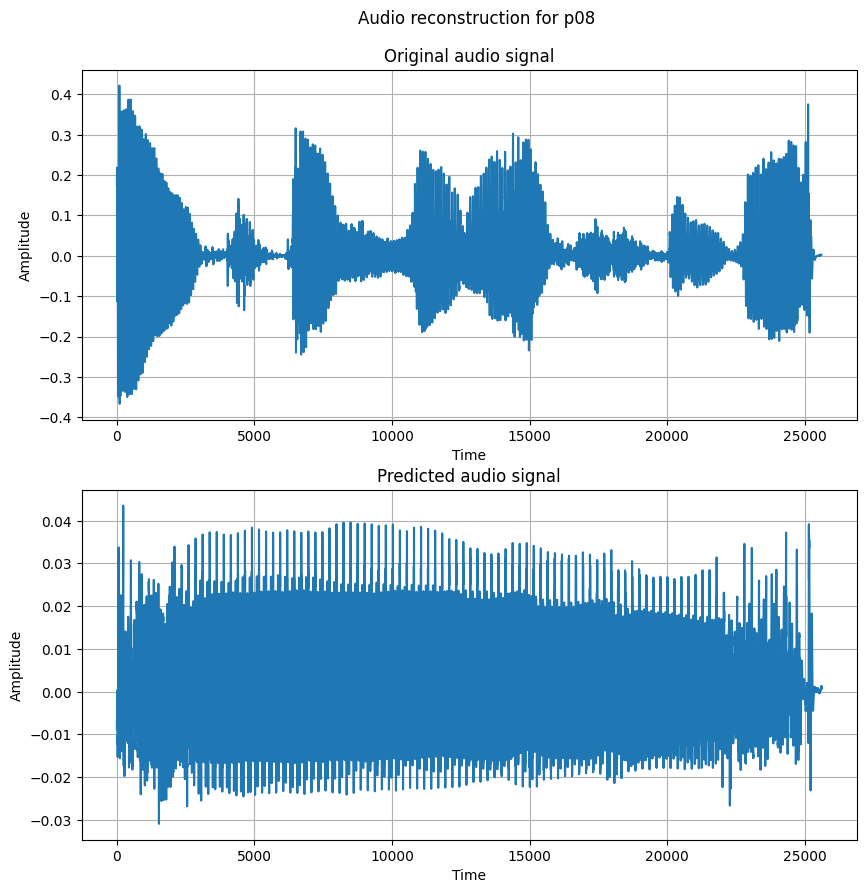 Audio reconstruction for p08
Original audio signal
0.4
0.3
0.2
0.1
0.0
−0.1
−0.2
−0.3
−0.4
Amplitude
0 5000 10000 15000 20000 25000
Time
Predicted audio signal
0.04
0.03
0.02
0.01
0.00
−0.01
−0.02
−0.03
Amplitude
0 5000 10000 15000 20000 25000
Time